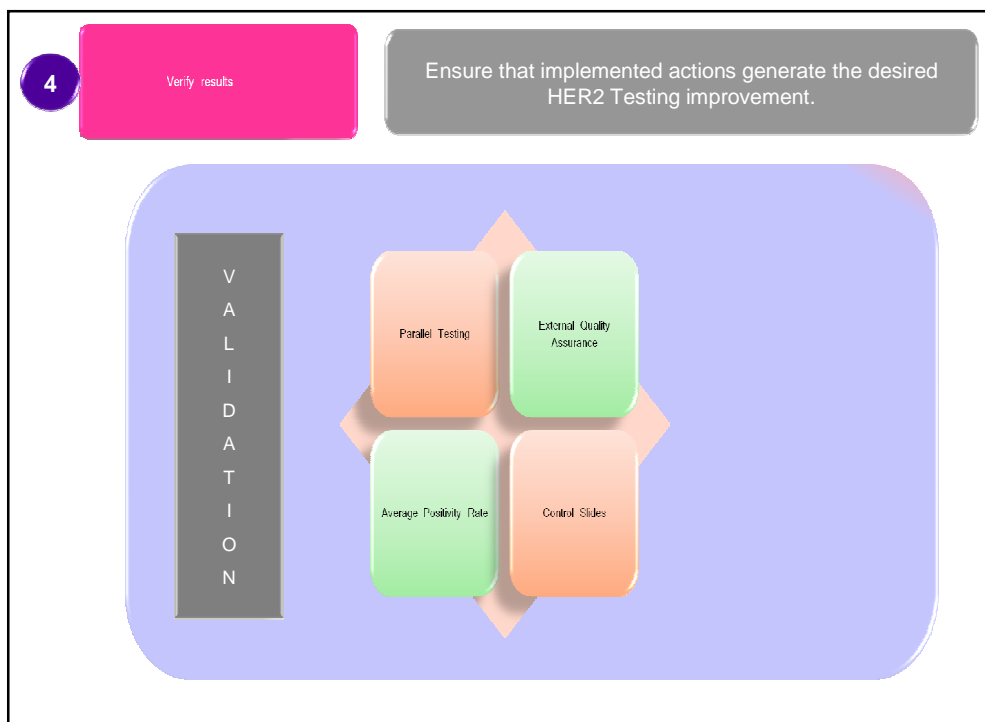 4
Verify results
Ensure that implemented actions generate the desired
HER2 Testing improvement.
V
A
L
I
D
A
T
I
O
N
Parallel Testing
External Quality
Assurance
Average Positivity Rate
Control Slides